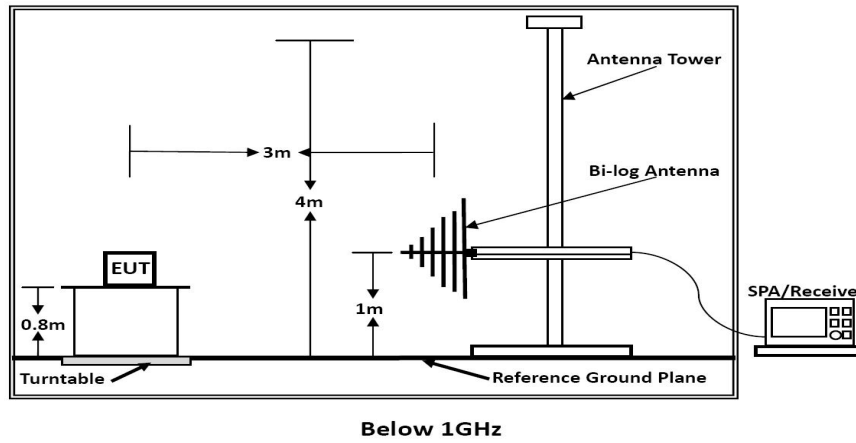 Antenna Tower
3m
Bi-log Antenna
4m
EUT
SPA/Receive
0.8m
1m
Turntable
Reference Ground Plane
Below 1GHz